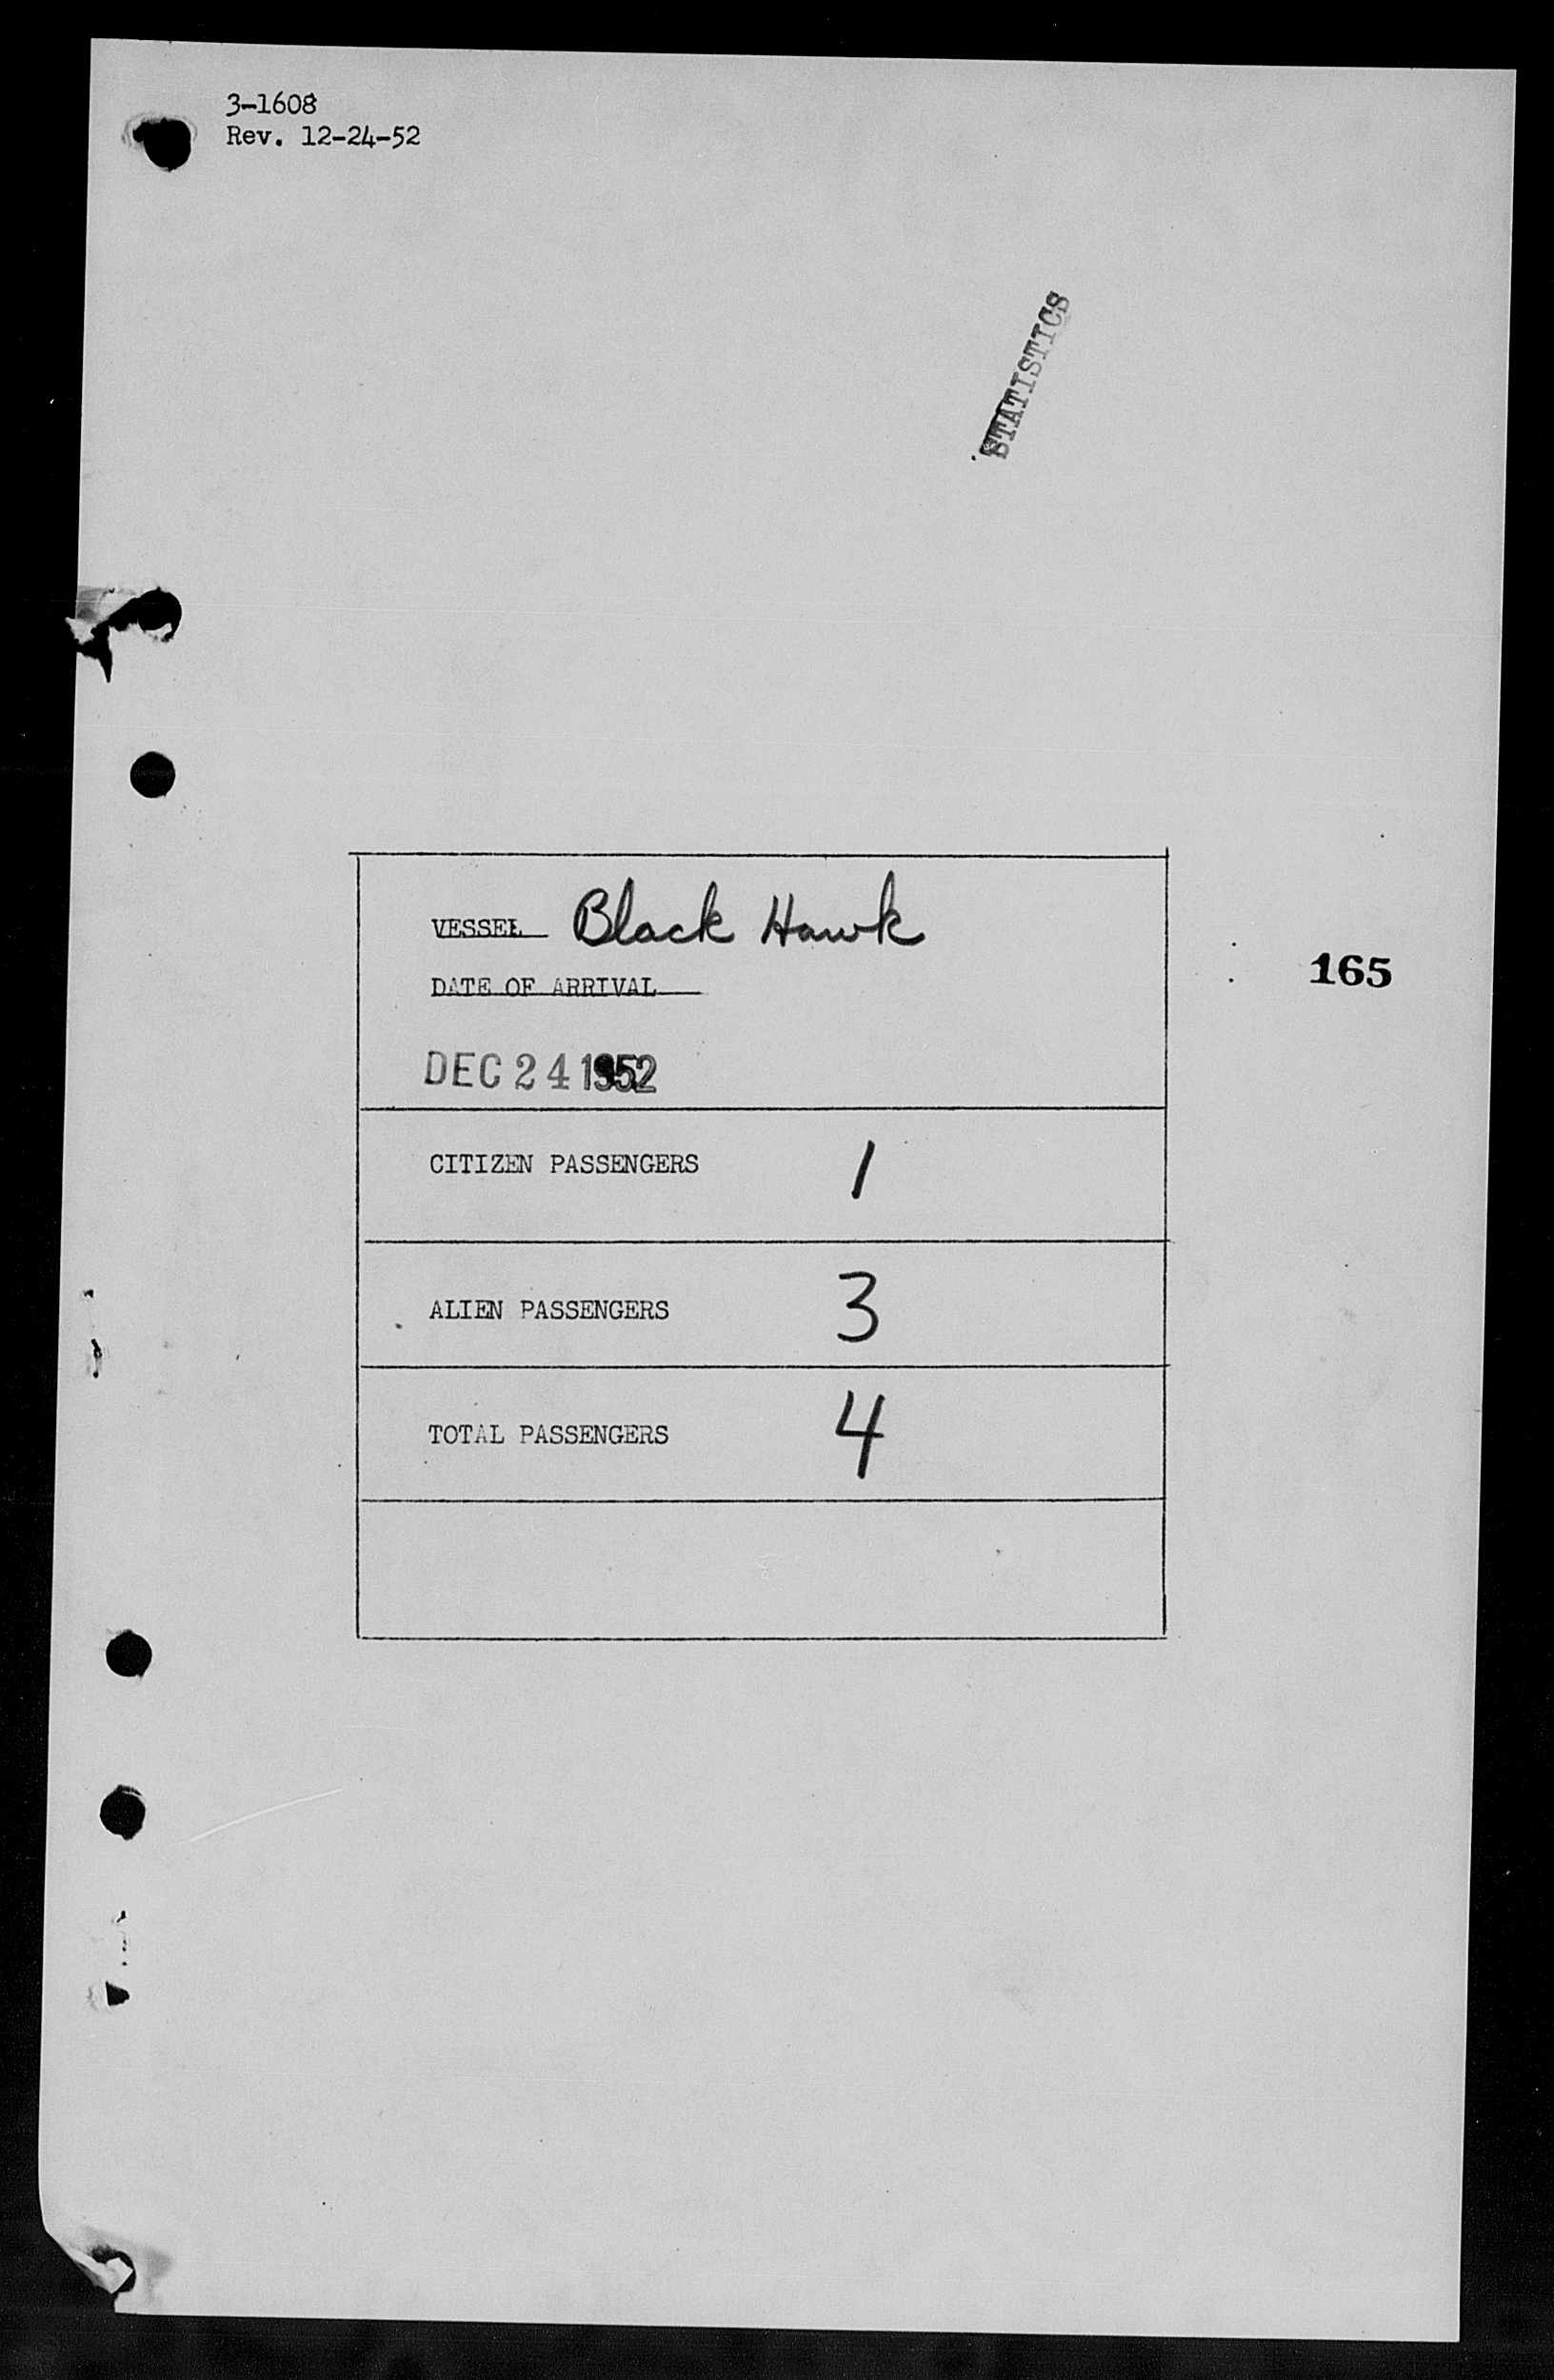 3-1608
Rev. 12-24-52
STATISTICS
VESSEL Black Hawk
165
DATE OF ARRIVAL
DEC 24 1952
CITIZEN PASSENGERS 1
ALIEN PASSENGERS 3
TOTAL PASSENGERS 4